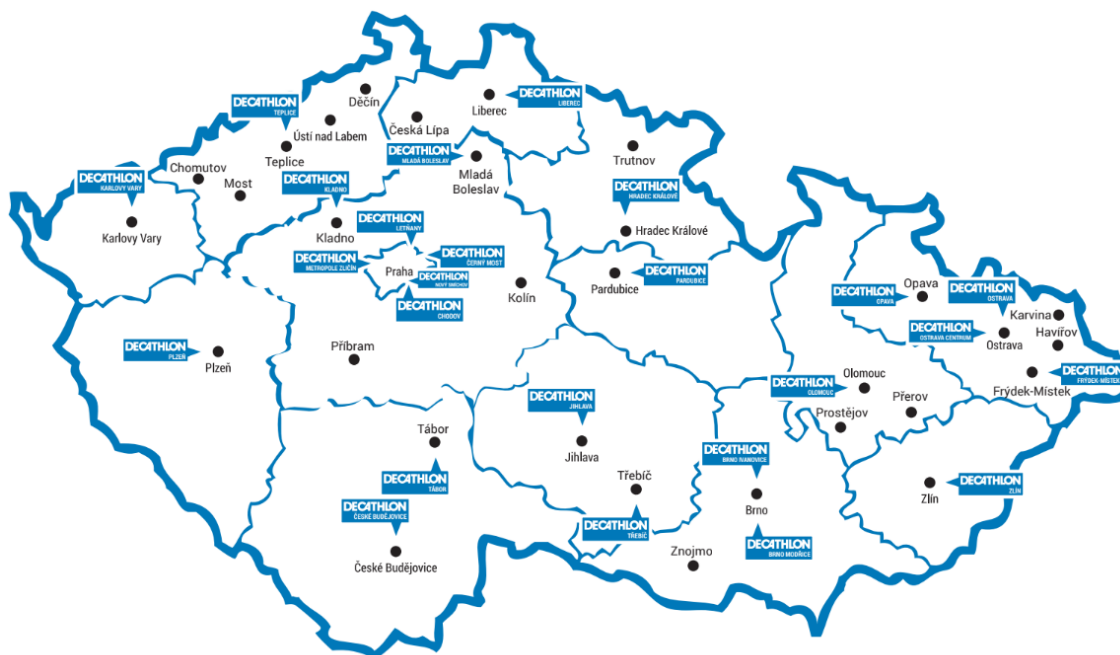 Děčín
DECATHLON
LIBEREC
Liberec
DECATHLON
TEPLICE
Ústí nad Labem
Česká Lípa
Teplice
DECATHLON
MLADÁ BOLESLAV
Mladá
Boleslav
Trutnov
Chomutov
Most
DECATHLON
KARLOVY VARY
Karlovy Vary
DECATHLON
KLADNO
Kladno
DECATHLON
HRADEC KRÁLOVÉ
Hradec Králové
DECATHLON
LETŇANY
DECATHLON
METROPOLE ZLIČÍN
Praha
DECATHLON
ČERNÝ MOST
DECATHLON
NOVÝ SMÍCHOV
DECATHLON
CHODOV
Kolín
Pardubice
DECATHLON
PARDUBICE
DECATHLON
OPAVA
Opava
DECATHLON
OSTRAVA
Karvina
Havířov
DECATHLON
OSTRAVA CENTRUM
Ostrava
DECATHLON
PLZEŇ
Plzeň
Příbram
Frýdek-Místek
DECATHLON
FRÝDEK-MÍSTEK
DECATHLON
OLOMOUC
Olomouc
Přerov
Prostějov
DECATHLON
JIHLAVA
Jihlava
Tábor
DECATHLON
TÁBOR
DECATHLON
BRNO IVANOVICE
Brno
DECATHLON
BRNO MODŘICE
Třebíč
DECATHLON
TŘEBÍČ
Zlín
DECATHLON
ZLÍN
DECATHLON
ČESKÉ BUDĚJOVICE
České Budějovice
Znojmo